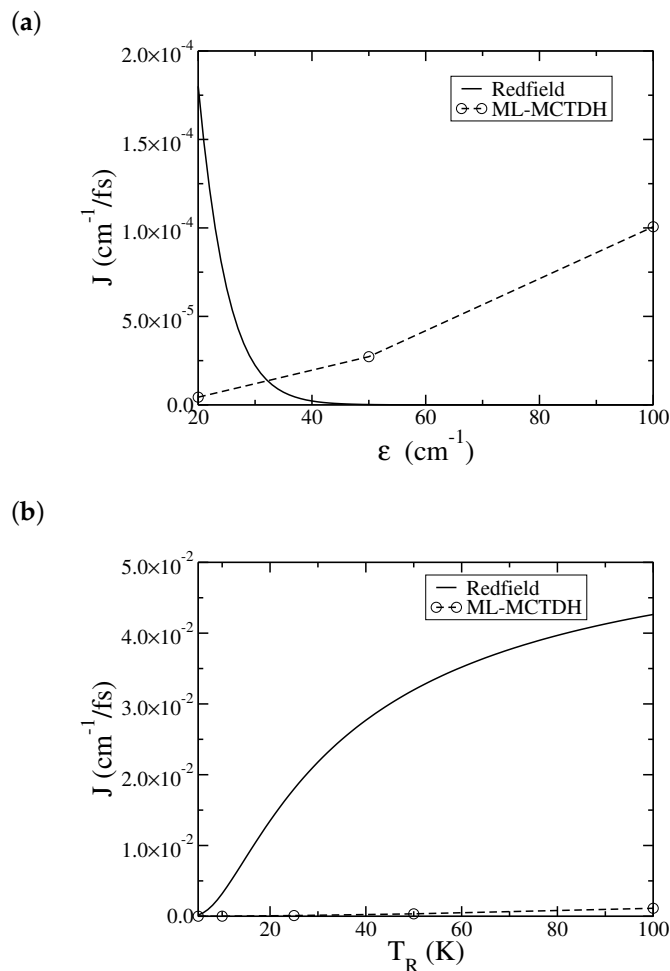 (a)
2.0×10⁻⁴
1.5×10⁻⁴
1.0×10⁻⁴
5.0×10⁻⁵
0.0
J (cm⁻¹/fs)
Redfield
ML-MCTDH
20 40 60 80 100
ε (cm⁻¹)
(b)
5.0×10⁻²
4.0×10⁻²
3.0×10⁻²
2.0×10⁻²
1.0×10⁻²
0.0
J (cm⁻¹/fs)
Redfield
ML-MCTDH
20 40 60 80 100
T_R (K)